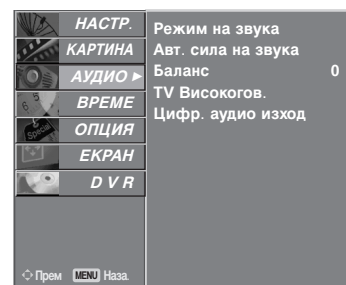 НАСТР.
КАРТИНА
АУДИО ►
ВРЕМЕ
ОПЦИЯ
ЕКРАН
D V R
Режим на звука
Авт. сила на звука
Баланс 0
TV Високогов.
Цифр. аудио изход
Прем MENU Наза.